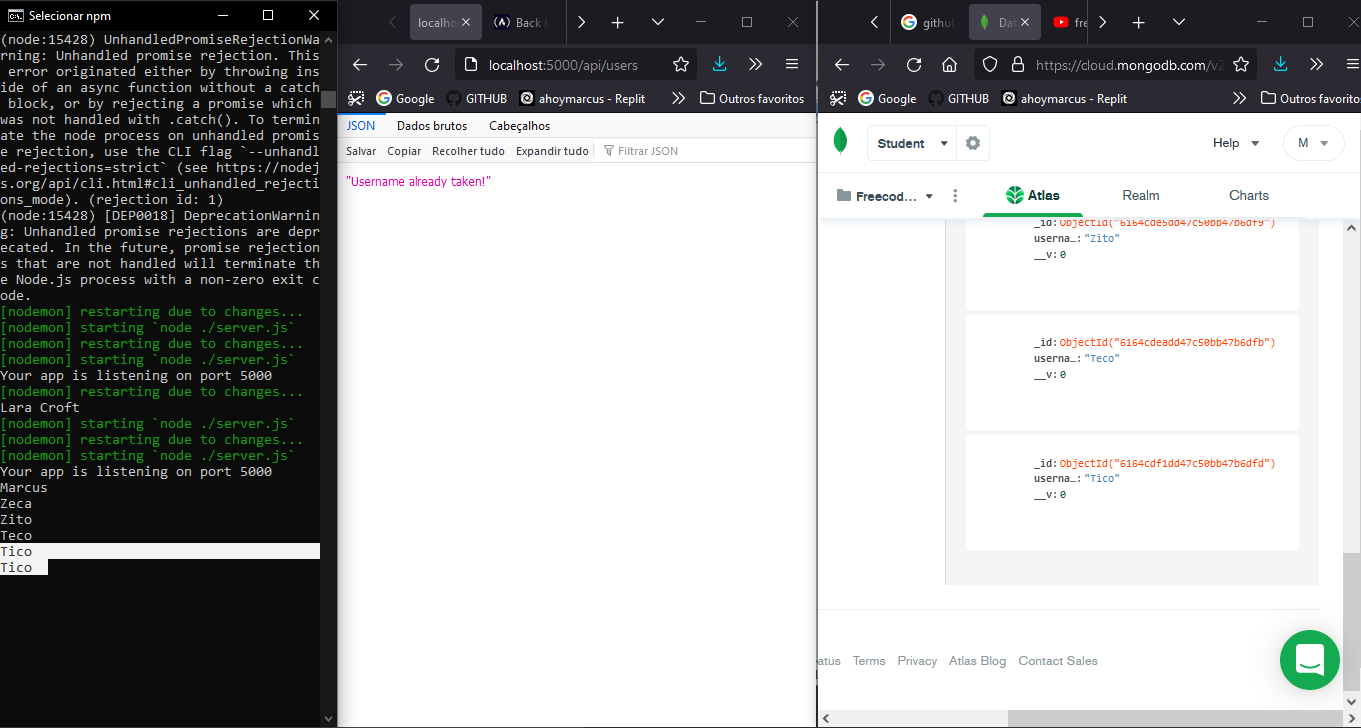 Selecionar npm
(node:15428) UnhandledPromiseRejectionWa
rning: Unhandled promise rejection. This
 error originated either by throwing ins
ide of an async function without a catch
 block, or by rejecting a promise which
was not handled with .catch(). To termin
ate the node process on unhandled promis
e rejection, use the CLI flag `--unhandl
ed-rejections=strict` (see https://nodej
s.org/api/cli.html#cli_unhandled_rejecti
ons_mode). (rejection id: 1)
(node:15428) [DEP0018] DeprecationWarnin
g: Unhandled promise rejections are depr
ecated. In the future, promise rejection
s that are not handled will terminate th
e Node.js process with a non-zero exit c
ode.
[nodemon] restarting due to changes...
[nodemon] starting `node ./server.js`
[nodemon] restarting due to changes...
[nodemon] starting `node ./server.js`
Your app is listening on port 5000
[nodemon] restarting due to changes...
Lara Croft
[nodemon] starting `node ./server.js`
[nodemon] restarting due to changes...
[nodemon] starting `node ./server.js`
Your app is listening on port 5000
Marcus
Zeca
Zito
Teco
Tico
Tico
localho Back
localhost:5000/api/users
Google GITHUB ahoymarcus - Replit Outros favoritos
JSON Dados brutos Cabeçalhos
Salvar Copiar Recolher tudo Expandir tudo Filtrar JSON
"Username already taken!"
github Dat fre
https://cloud.mongodb.com/v2
Google GITHUB ahoymarcus - Replit Outros favorito
Student Help M
Freecod... Atlas Realm Charts
_id: ObjectId("6164cde5dd47c50bb47b6df9")
userna…: "Zito"
__v: 0
_id: ObjectId("6164cdeadd47c50bb47b6dfb")
userna…: "Teco"
__v: 0
_id: ObjectId("6164cdf1dd47c50bb47b6dfd")
userna…: "Tico"
__v: 0
atus Terms Privacy Atlas Blog Contact Sales